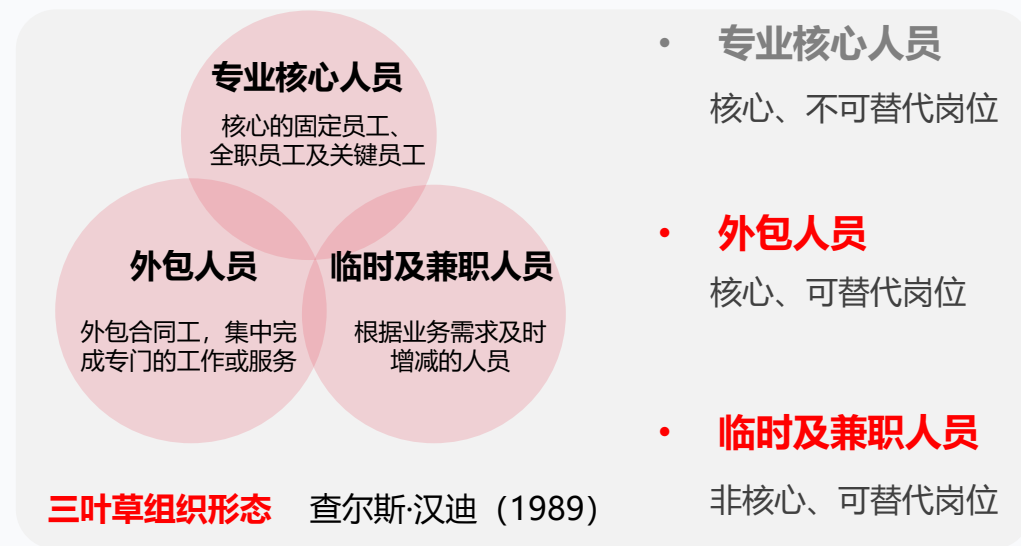 专业核心人员
核心的固定员工、
全职员工及关键员工
外包人员
外包合同工，集中完
成专门的工作或服务
临时及兼职人员
根据业务需求及时
增减的人员
三叶草组织形态 查尔斯·汉迪（1989）
• 专业核心人员
核心、不可替代岗位
• 外包人员
核心、可替代岗位
• 临时及兼职人员
非核心、可替代岗位